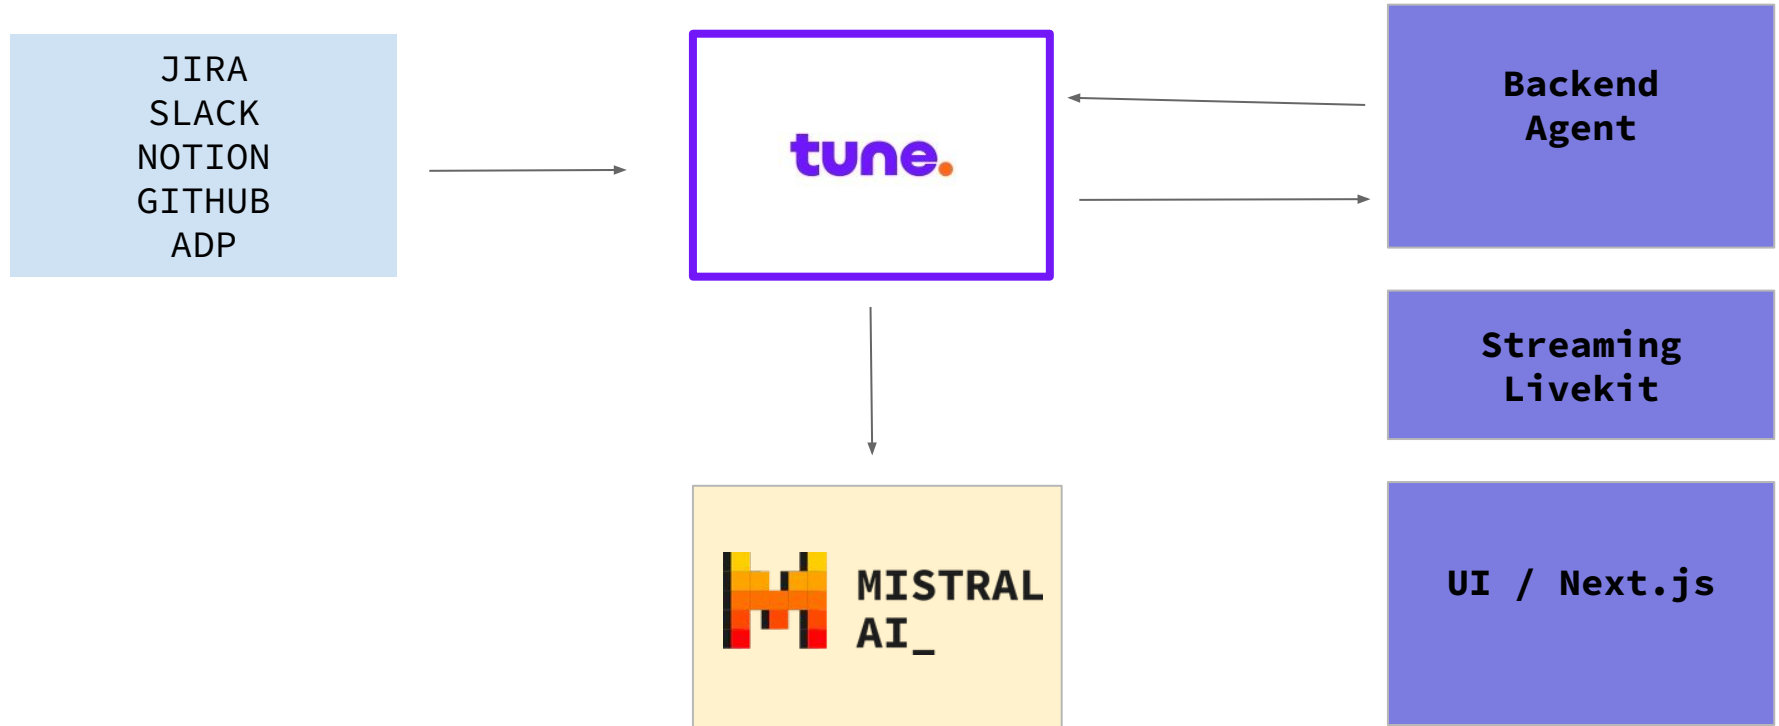 JIRA
SLACK
NOTION
GITHUB
ADP
tune.
Backend
Agent
Streaming
Livekit
MISTRAL
AI_
UI / Next.js